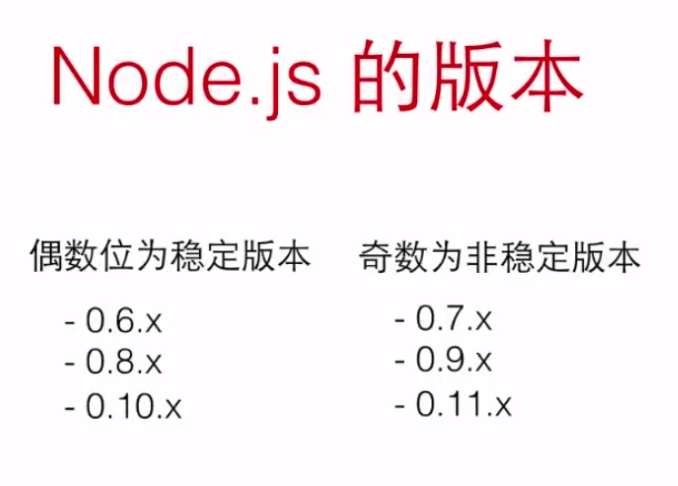 Node.js 的版本
偶数位为稳定版本
- 0.6.x
- 0.8.x
- 0.10.x
奇数为非稳定版本
- 0.7.x
- 0.9.x
- 0.11.x